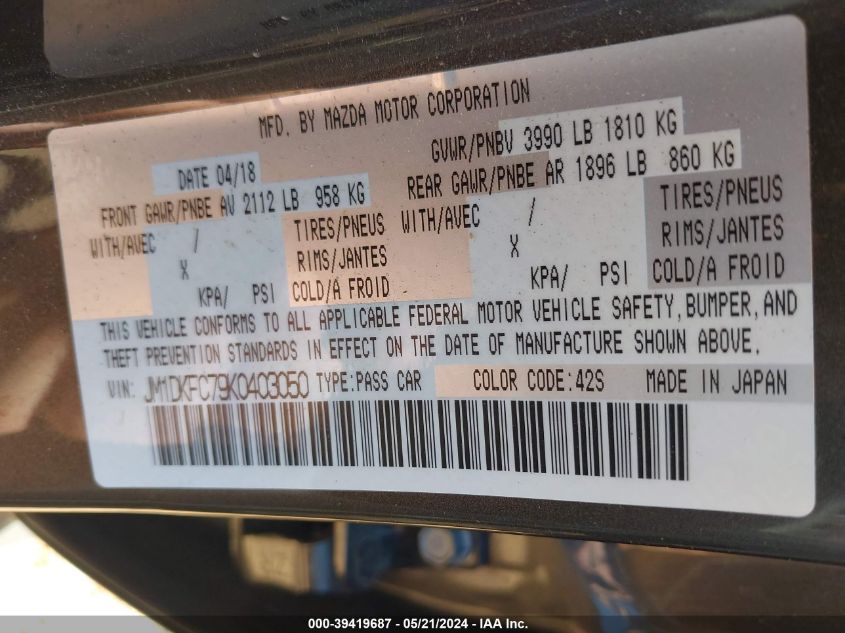 MFD. BY MAZDA MOTOR CORPORATION
DATE 04/18
GVWR/PNBV 3990 LB 1810 KG
FRONT GAWR/PNBE AV 2112 LB 958 KG
REAR GAWR/PNBE AR 1896 LB 860 KG
WITH/AVEC / TIRES/PNEUS
WITH/AVEC / TIRES/PNEUS
X RIMS/JANTES
X RIMS/JANTES
KPA/ PSI COLD/A FROID
KPA/ PSI COLD/A FROID
THIS VEHICLE CONFORMS TO ALL APPLICABLE FEDERAL MOTOR VEHICLE SAFETY, BUMPER, AND
THEFT PREVENTION STANDARDS IN EFFECT ON THE DATE OF MANUFACTURE SHOWN ABOVE.
VIN: JM1DKFC79K0403050 TYPE:PASS CAR COLOR CODE:42S MADE IN JAPAN
000-39419687 - 05/21/2024 - IAA Inc.